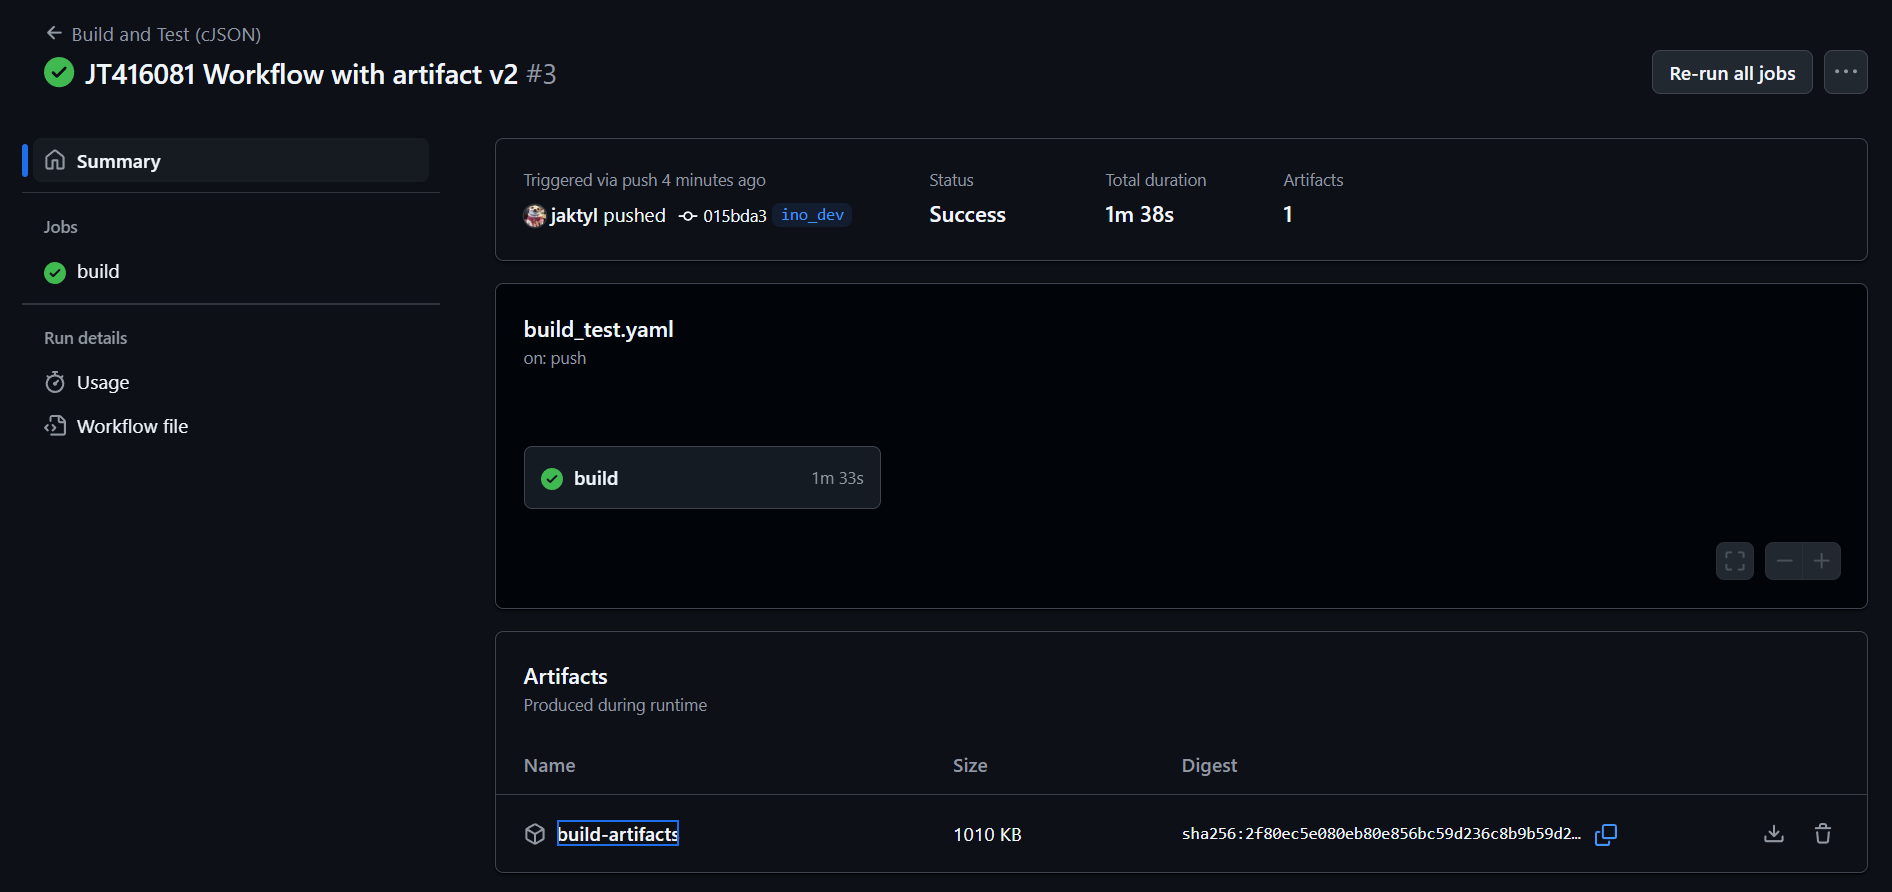 Build and Test (cJSON)
JT416081 Workflow with artifact v2 #3
Re-run all jobs
Summary
Jobs
build
Run details
Usage
Workflow file
Triggered via push 4 minutes ago
jaktyl pushed 015bda3 ino_dev
Status
Success
Total duration
1m 38s
Artifacts
1
build_test.yaml
on: push
build 1m 33s
Artifacts
Produced during runtime
Name Size Digest
build-artifacts 1010 KB sha256:2f80ec5e080eb80e856bc59d236c8b9b59d2…